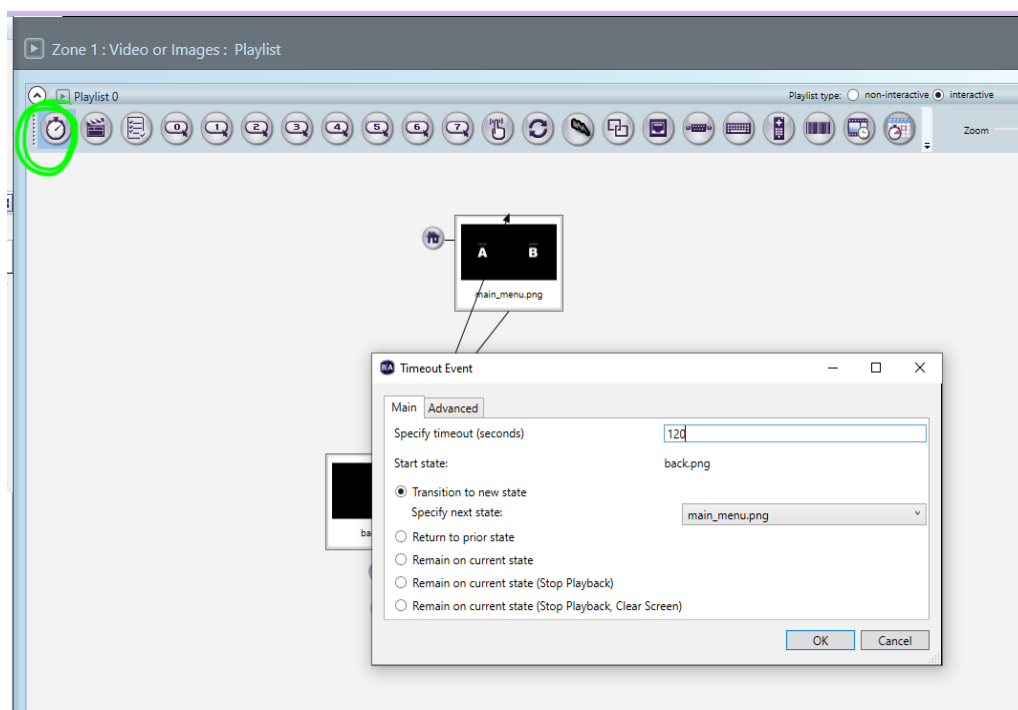 Zone 1 : Video or Images : Playlist
Playlist 0
Playlist type: non-interactive interactive
0 1 2 3 4 5 6 7
Zoom
A B
main_menu.png
BA Timeout Event
Main Advanced
Specify timeout (seconds) 120
Start state: back.png
Transition to new state
Specify next state: main_menu.png
ba
Return to prior state
Remain on current state
Remain on current state (Stop Playback)
Remain on current state (Stop Playback, Clear Screen)
OK Cancel